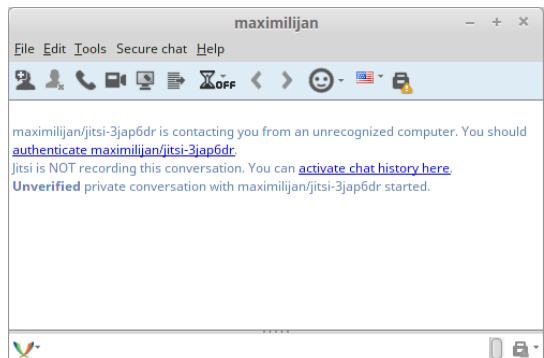 maximilijan
File Edit Tools Secure chat Help
OFF
maximilijan/jitsi-3jap6dr is contacting you from an unrecognized computer. You should
authenticate maximilijan/jitsi-3jap6dr.
Jitsi is NOT recording this conversation. You can activate chat history here.
Unverified private conversation with maximilijan/jitsi-3jap6dr started.